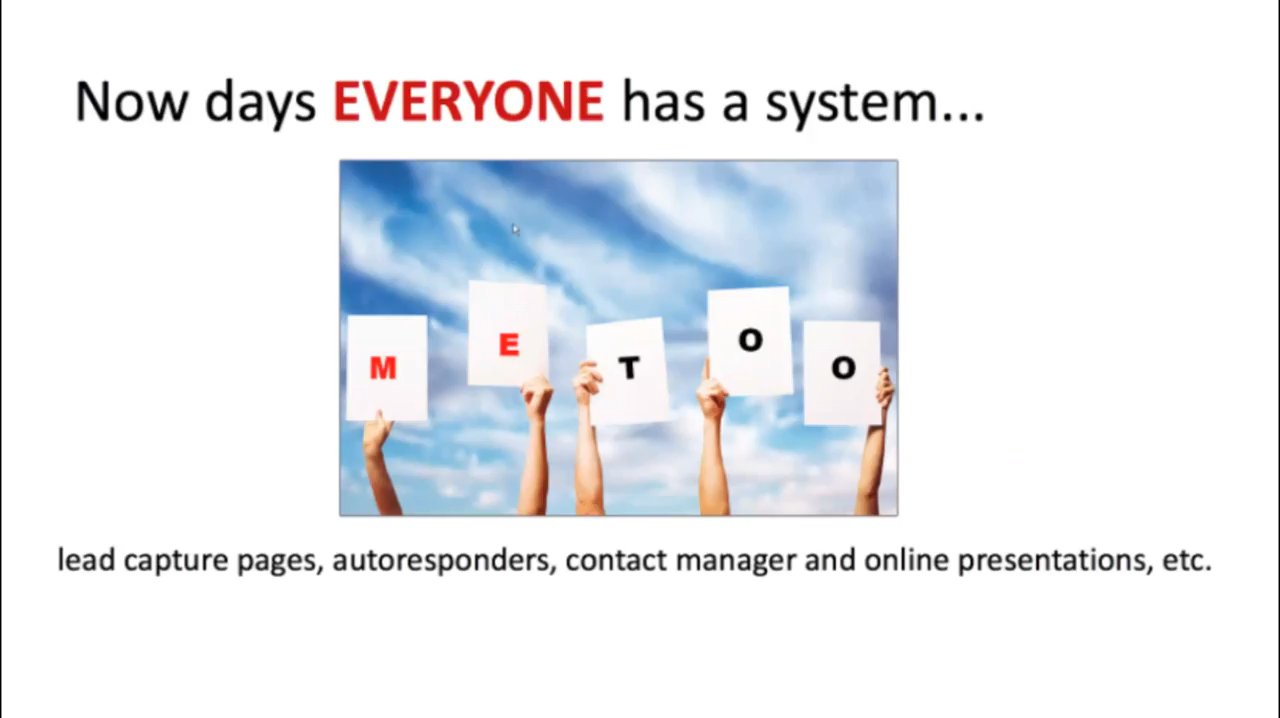 Now days EVERYONE has a system...
M E T O O
lead capture pages, autoresponders, contact manager and online presentations, etc.